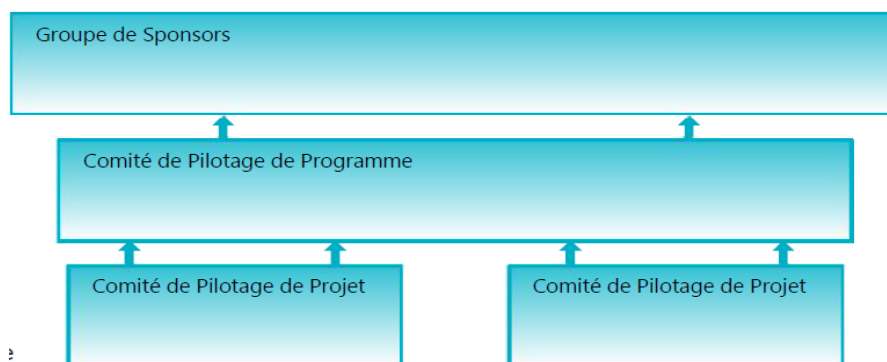 Groupe de Sponsors
Comité de Pilotage de Programme
Comité de Pilotage de Projet
Comité de Pilotage de Projet
e